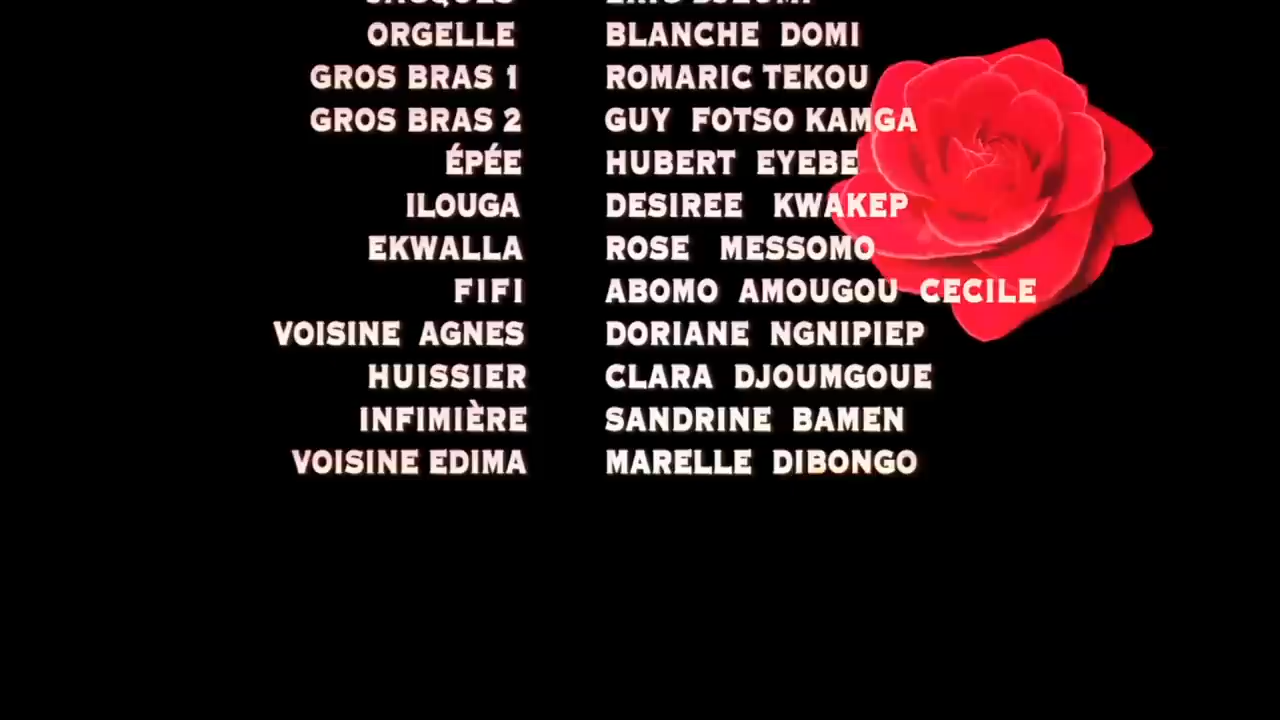 JACQUES
ORGELLE BLANCHE DOMI
GROS BRAS 1 ROMARIC TEKOU
GROS BRAS 2 GUY FOTSO KAMGA
ÉPÉE HUBERT EYEBE
ILOUGA DESIREE KWAKEP
EKWALLA ROSE MESSOMO
FIFI ABOMO AMOUGOU CECILE
VOISINE AGNES DORIANE NGNIPIEP
HUISSIER CLARA DJOUMGOUE
INFIMIÈRE SANDRINE BAMEN
VOISINE EDIMA MARELLE DIBONGO